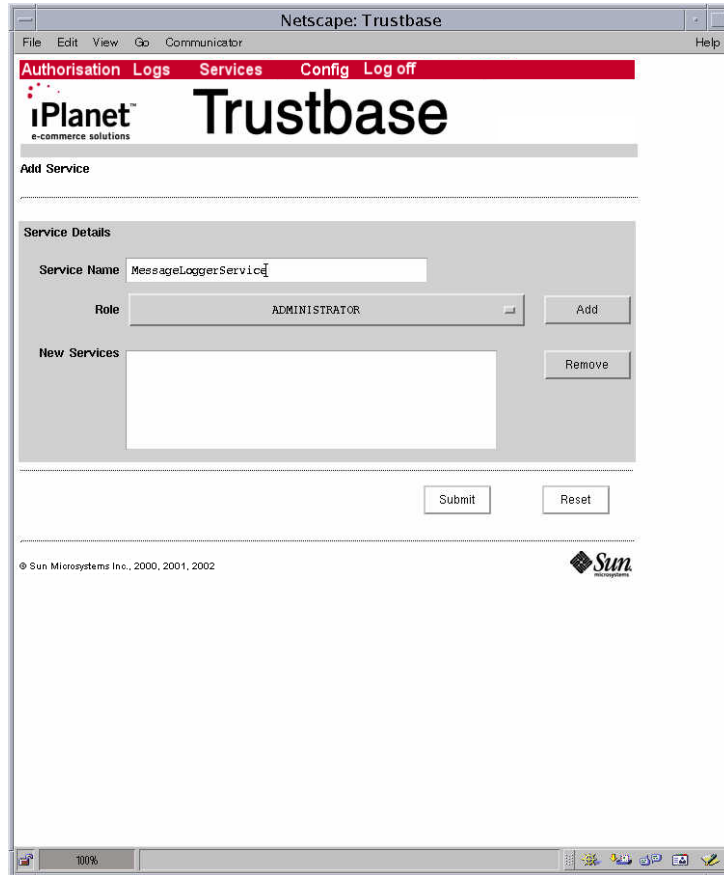 Netscape: Trustbase
File Edit View Go Communicator Help
Authorisation Logs Services Config Log off
iPlanet™
e-commerce solutions
Trustbase
Add Service
Service Details
Service Name MessageLoggerService
Role ADMINISTRATOR Add
New Services Remove
Submit Reset
© Sun Microsystems Inc., 2000, 2001, 2002
Sun
microsystems
100%